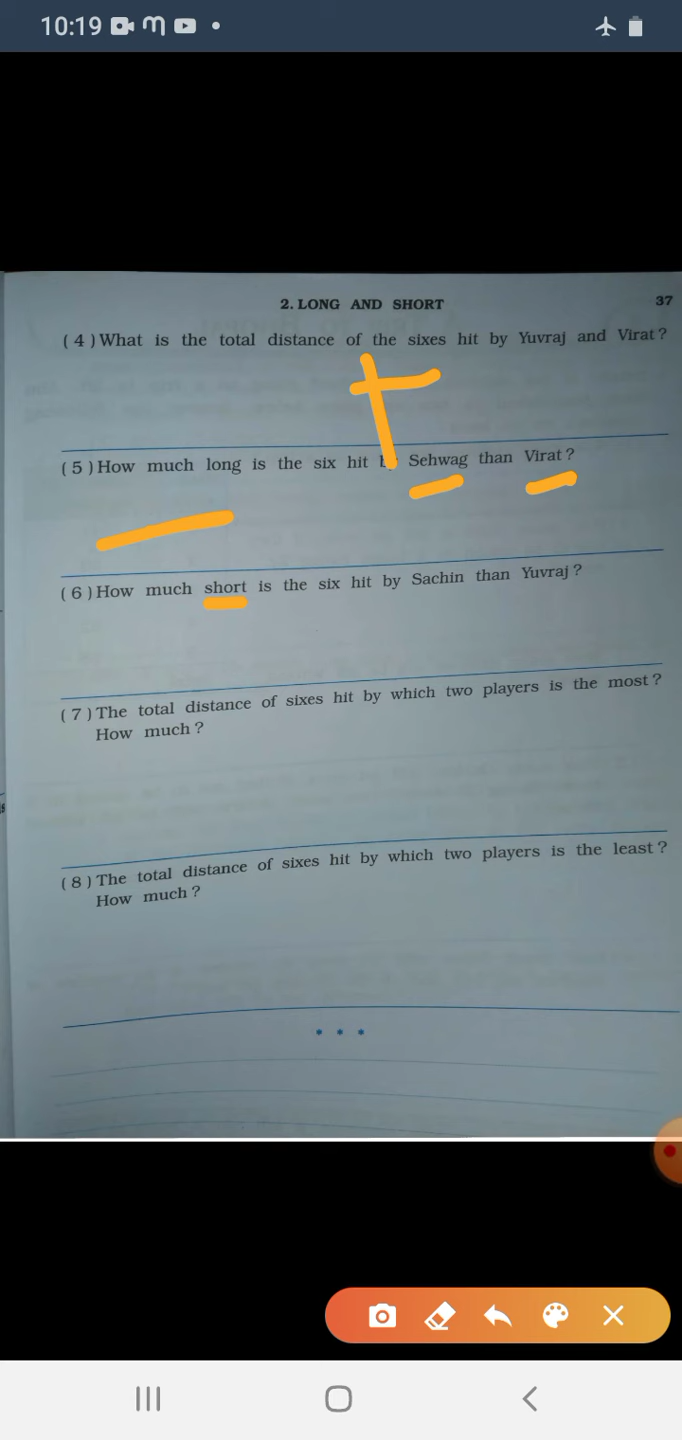 10:19
2. LONG AND SHORT 37
( 4 ) What is the total distance of the sixes hit by Yuvraj and Virat ?
( 5 ) How much long is the six hit Sehwag than Virat ?
( 6 ) How much short is the six hit by Sachin than Yuvraj ?
( 7 ) The total distance of sixes hit by which two players is the most ?
How much ?
( 8 ) The total distance of sixes hit by which two players is the least ?
How much ?